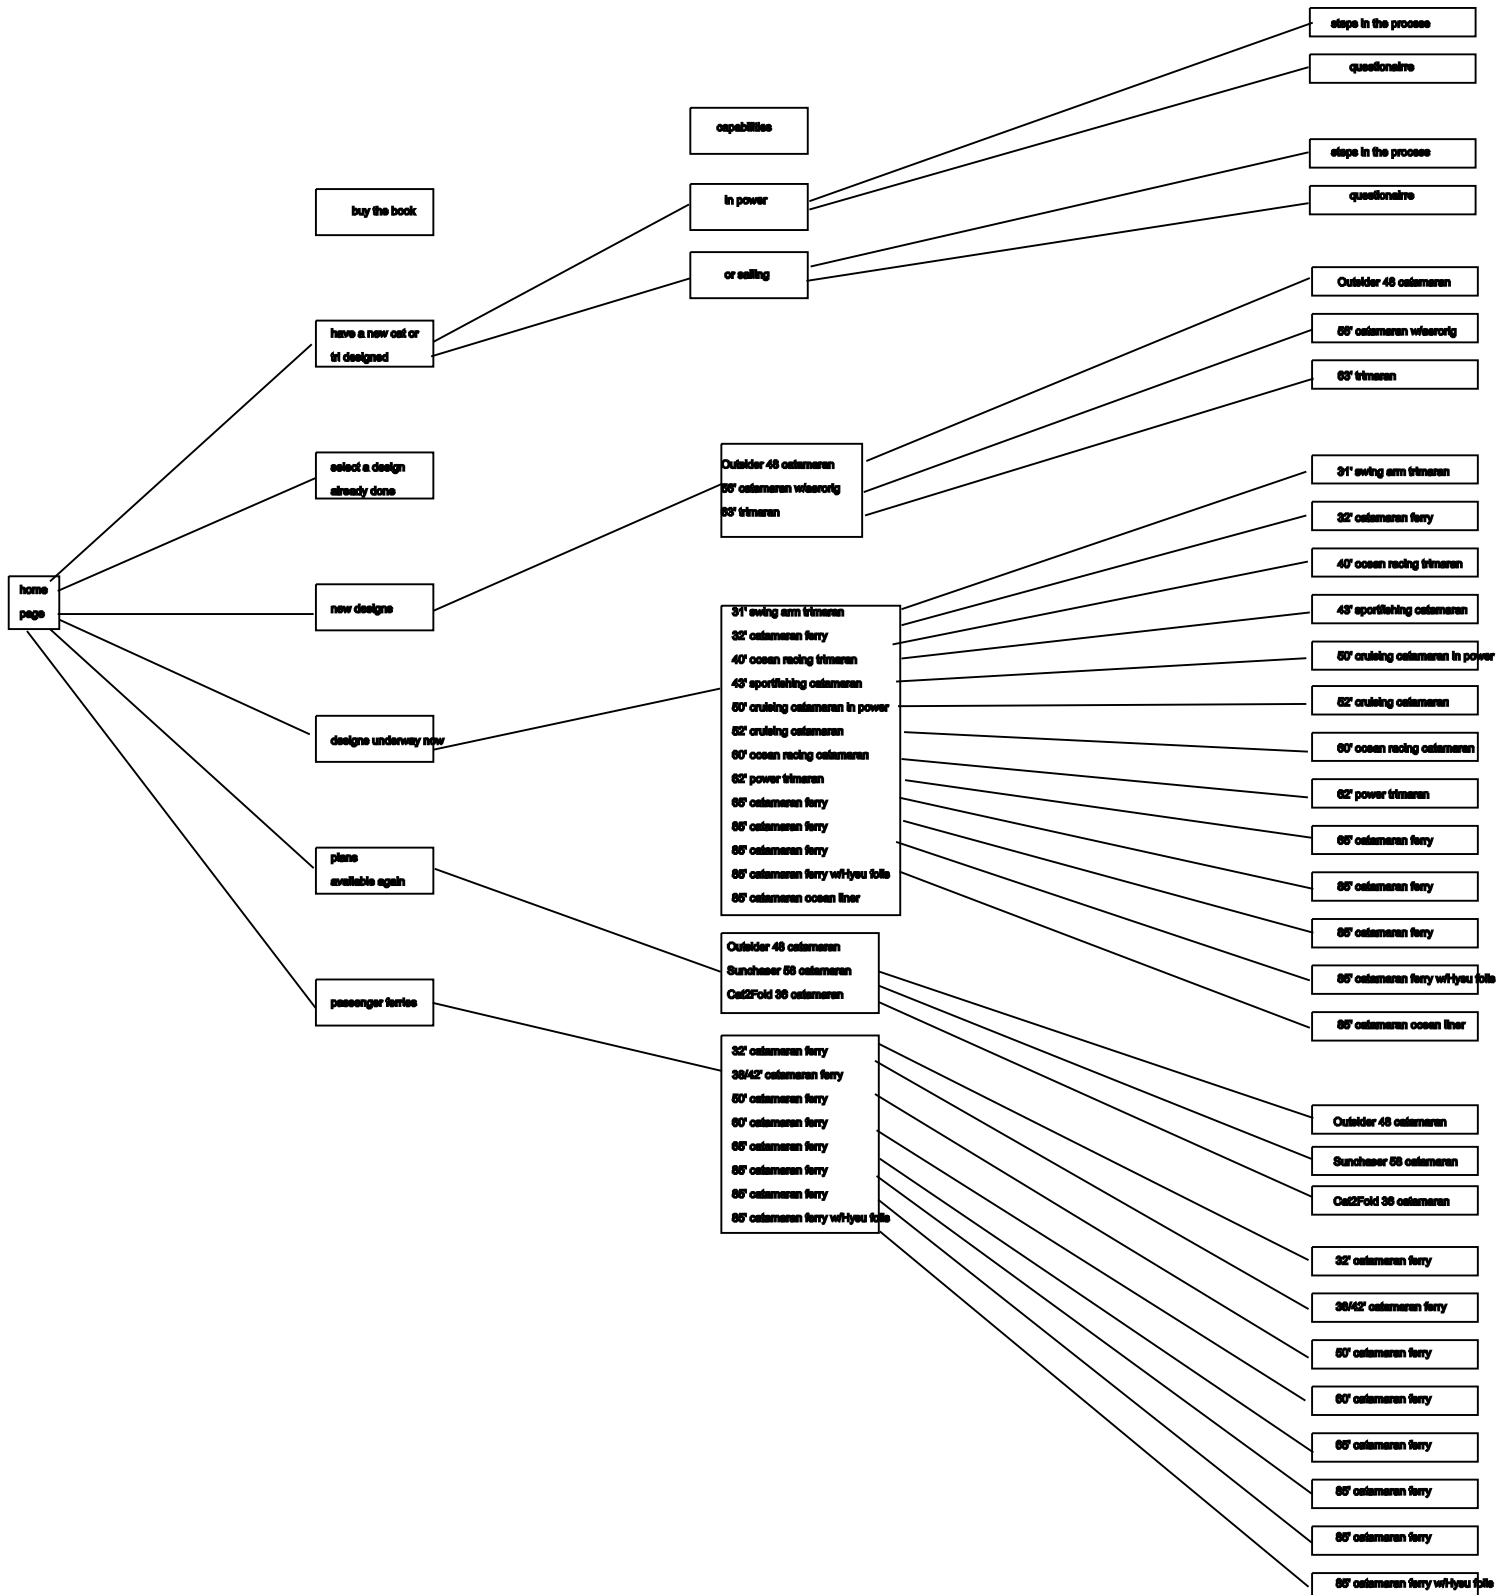 steps in the process
questionairre
capabilities
steps in the process
in power
questionairre
buy the book
or sailing
Outsider 48 catamaran
have a new cat or
tri designed
56' catamaran w/aerorig
63' trimaran
select a design
already done
Outsider 48 catamaran
56' catamaran w/aerorig
63' trimaran
31' swing arm trimaran
32' catamaran ferry
40' ocean racing trimaran
43' sportfishing catamaran
50' cruising catamaran in power
52' cruising catamaran
60' ocean racing catamaran
62' power trimaran
65' catamaran ferry
85' catamaran ferry
85' catamaran ferry
85' catamaran ferry w/Hysu foils
85' catamaran ocean liner
home
page
new designs
31' swing arm trimaran
32' catamaran ferry
40' ocean racing trimaran
43' sportfishing catamaran
50' cruising catamaran in power
52' cruising catamaran
60' ocean racing catamaran
62' power trimaran
65' catamaran ferry
85' catamaran ferry
85' catamaran ferry
85' catamaran ferry w/Hysu foils
85' catamaran ocean liner
designs underway now
plans
available again
Outsider 48 catamaran
Sunchaser 58 catamaran
Cat2Fold 36 catamaran
passenger ferries
32' catamaran ferry
38/42' catamaran ferry
50' catamaran ferry
60' catamaran ferry
65' catamaran ferry
85' catamaran ferry
85' catamaran ferry
85' catamaran ferry w/Hysu foils
Outsider 48 catamaran
Sunchaser 58 catamaran
Cat2Fold 36 catamaran
32' catamaran ferry
38/42' catamaran ferry
50' catamaran ferry
60' catamaran ferry
65' catamaran ferry
85' catamaran ferry
85' catamaran ferry
85' catamaran ferry w/Hysu foils